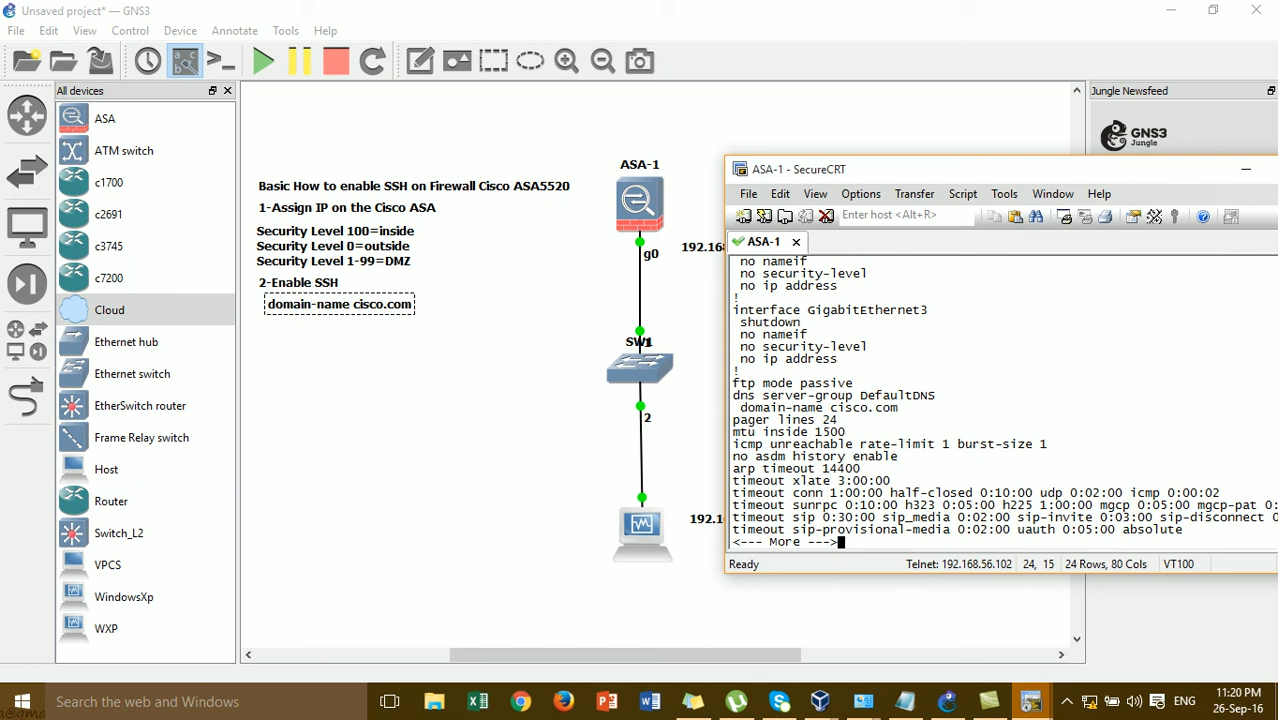 Unsaved project* — GNS3
File Edit View Control Device Annotate Tools Help
All devices
ASA
ATM switch
c1700
c2691
c3745
c7200
Cloud
Ethernet hub
Ethernet switch
EtherSwitch router
Frame Relay switch
Host
Router
Switch_L2
VPCS
WindowsXp
WXP
Basic How to enable SSH on Firewall Cisco ASA5520
1-Assign IP on the Cisco ASA
Security Level 100=inside
Security Level 0=outside
Security Level 1-99=DMZ
2-Enable SSH
domain-name cisco.com
ASA-1
g0
192.168
SW1
2
192.16
Jungle Newsfeed
GNS3
Jungle
ASA-1 - SecureCRT
File Edit View Options Transfer Script Tools Window Help
Enter host <Alt+R>
ASA-1
no nameif
no security-level
no ip address
!
interface GigabitEthernet3
shutdown
no nameif
no security-level
no ip address
!
ftp mode passive
dns server-group DefaultDNS
domain-name cisco.com
pager lines 24
mtu inside 1500
icmp unreachable rate-limit 1 burst-size 1
no asdm history enable
arp timeout 14400
timeout xlate 3:00:00
timeout conn 1:00:00 half-closed 0:10:00 udp 0:02:00 icmp 0:00:02
timeout sunrpc 0:10:00 h323 0:05:00 h225 1:00:00 mgcp 0:05:00 mgcp-pat 0:
timeout sip 0:30:00 sip_media 0:02:00 sip-invite 0:03:00 sip-disconnect 0
timeout sip-provisional-media 0:02:00 uauth 0:05:00 absolute
<--- More --->
Ready Telnet: 192.168.56.102 24, 15 24 Rows, 80 Cols VT100
Search the web and Windows
ENG
11:20 PM
26-Sep-16